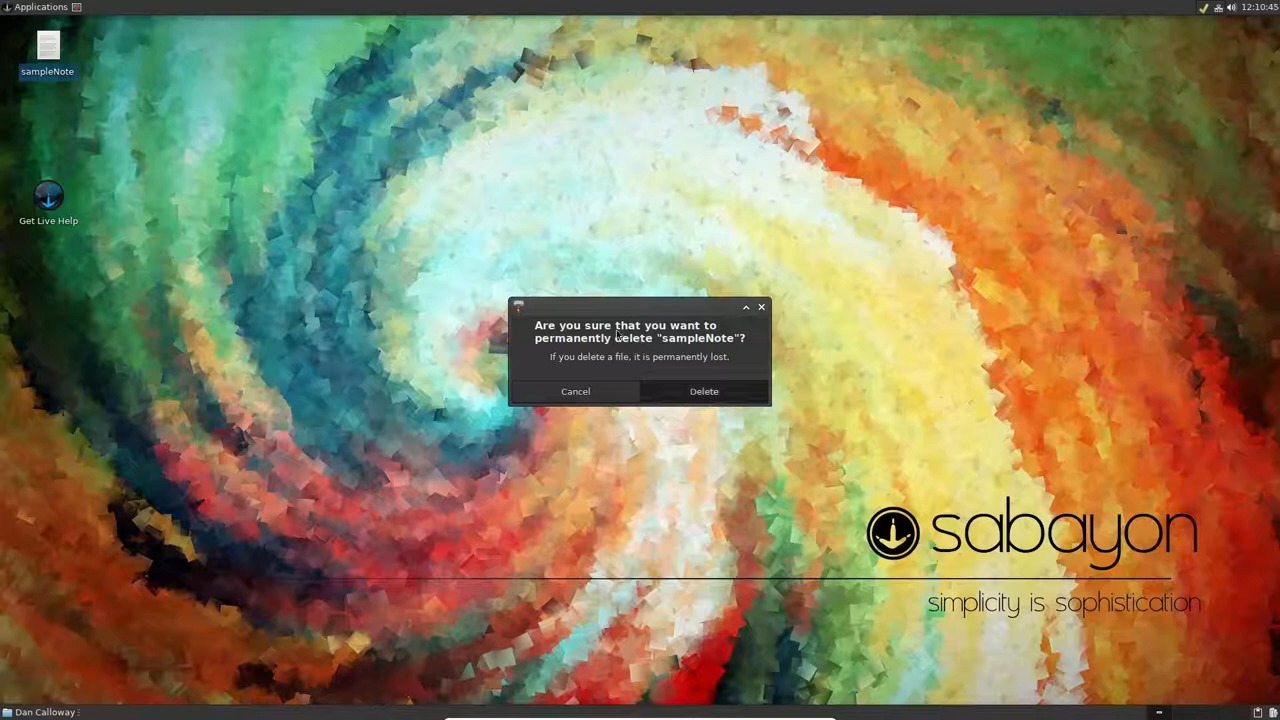 Applications
12:10:45
sampleNote
Get Live Help
Are you sure that you want to
permanently delete "sampleNote"?
If you delete a file, it is permanently lost.
Cancel
Delete
sabayon
simplicity is sophistication
Dan Calloway